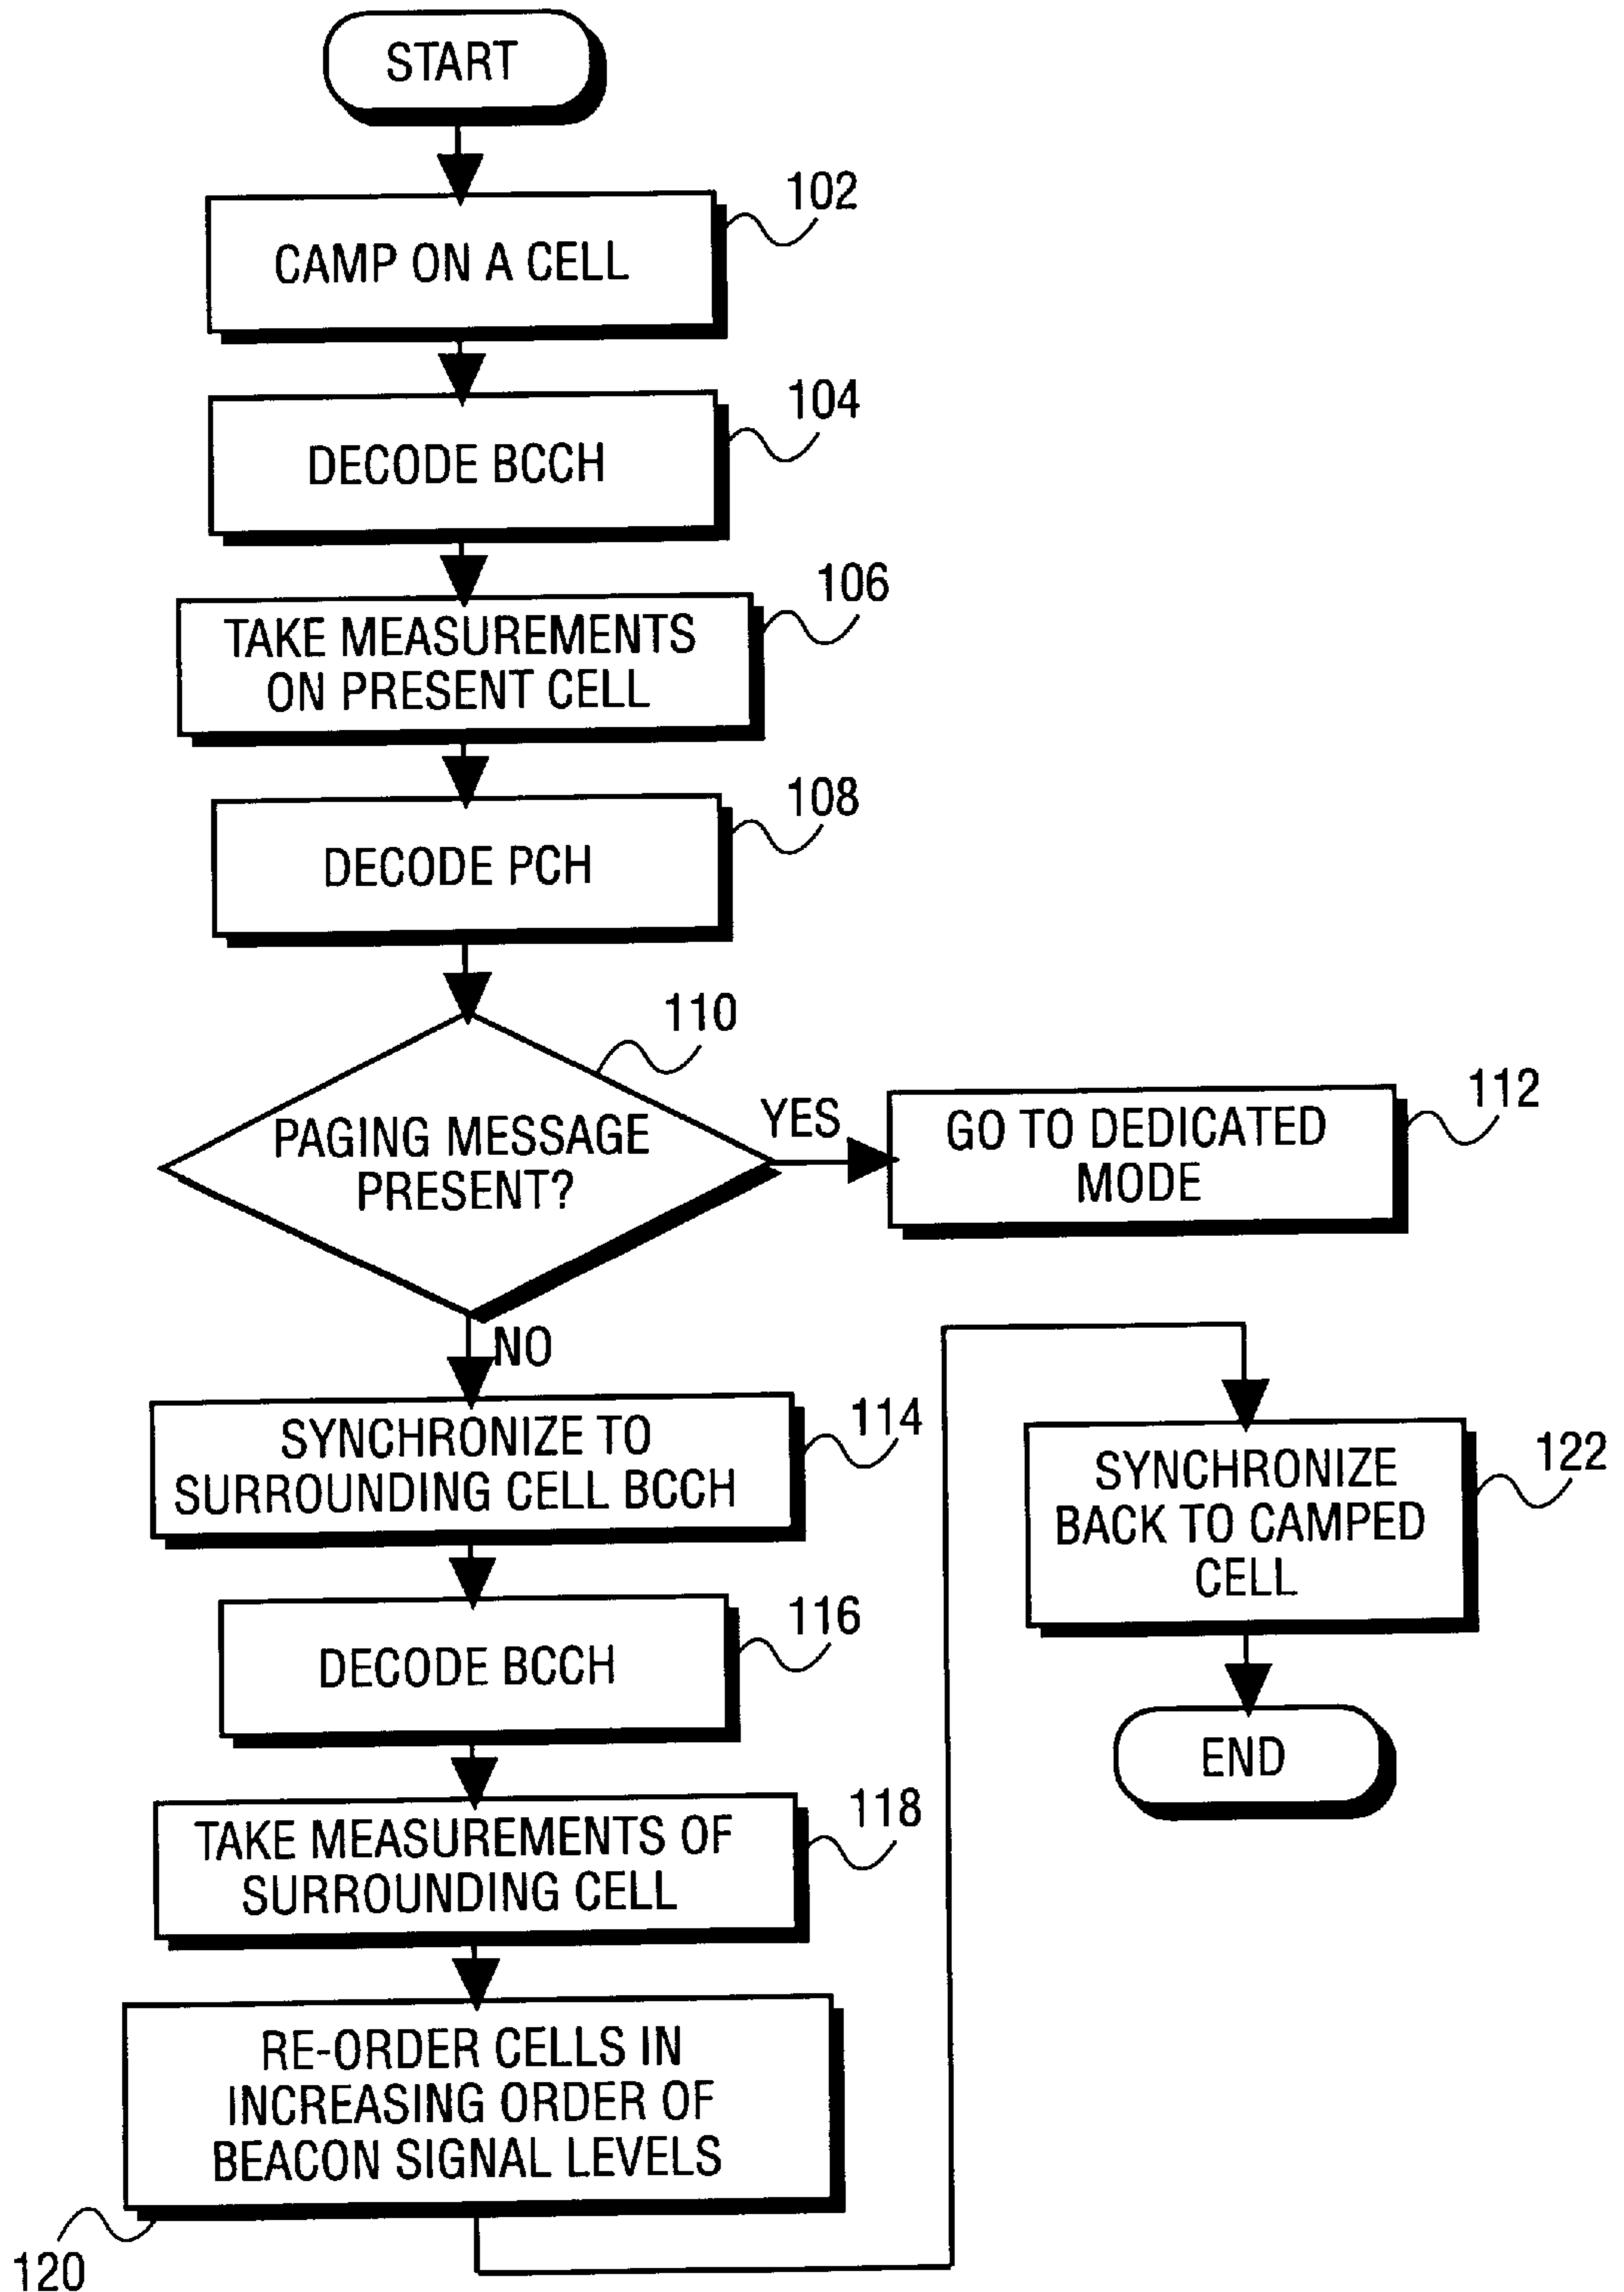 START
102
CAMP ON A CELL
104
DECODE BCCH
106
TAKE MEASUREMENTS
ON PRESENT CELL
108
DECODE PCH
110
PAGING MESSAGE
PRESENT?
YES
112
GO TO DEDICATED
MODE
NO
114
SYNCHRONIZE TO
SURROUNDING CELL BCCH
116
DECODE BCCH
118
TAKE MEASUREMENTS OF
SURROUNDING CELL
RE-ORDER CELLS IN
INCREASING ORDER OF
BEACON SIGNAL LEVELS
120
122
SYNCHRONIZE
BACK TO CAMPED
CELL
END